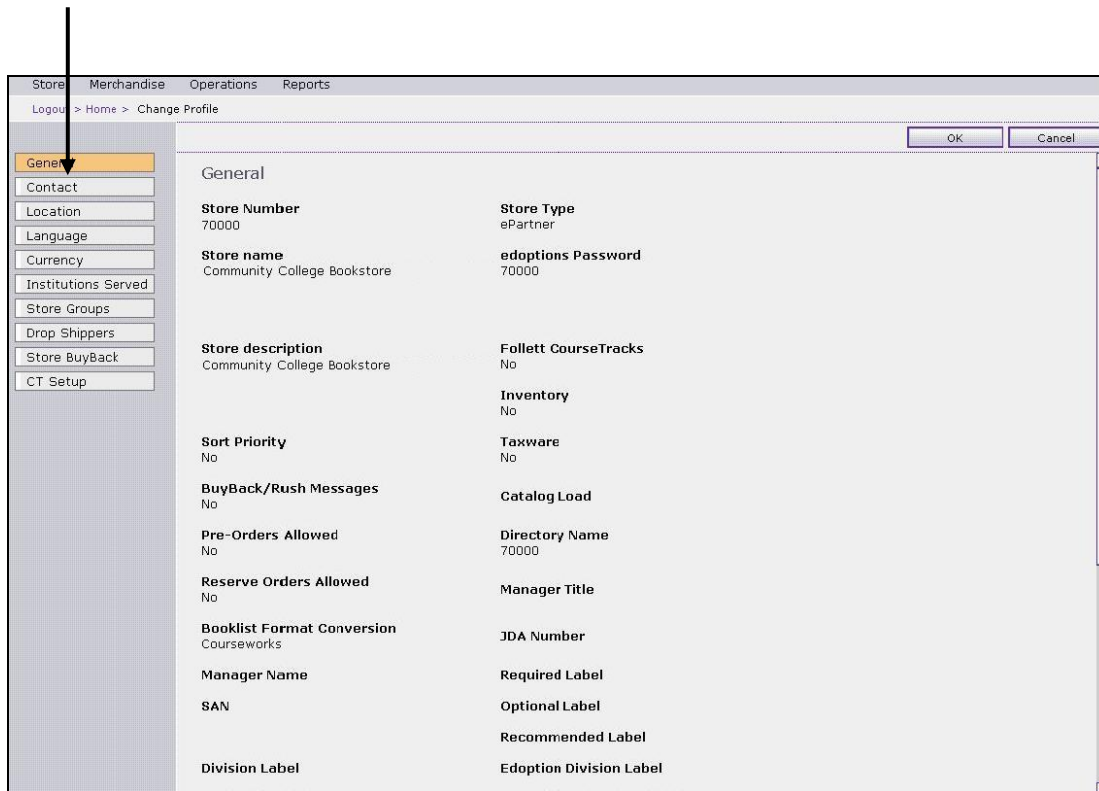 Store Merchandise Operations Reports
Logout > Home > Change Profile
OK Cancel
General
Contact
Location
Language
Currency
Institutions Served
Store Groups
Drop Shippers
Store BuyBack
CT Setup
General
Store Number
70000
Store Type
ePartner
Store name
Community College Bookstore
edoptions Password
70000
Store description
Community College Bookstore
Follett CourseTracks
No
Inventory
No
Sort Priority
No
Taxware
No
BuyBack/Rush Messages
No
Catalog Load
Pre-Orders Allowed
No
Directory Name
70000
Reserve Orders Allowed
No
Manager Title
Booklist Format Conversion
Courseworks
JDA Number
Manager Name
Required Label
SAN
Optional Label
Recommended Label
Division Label
Edoption Division Label